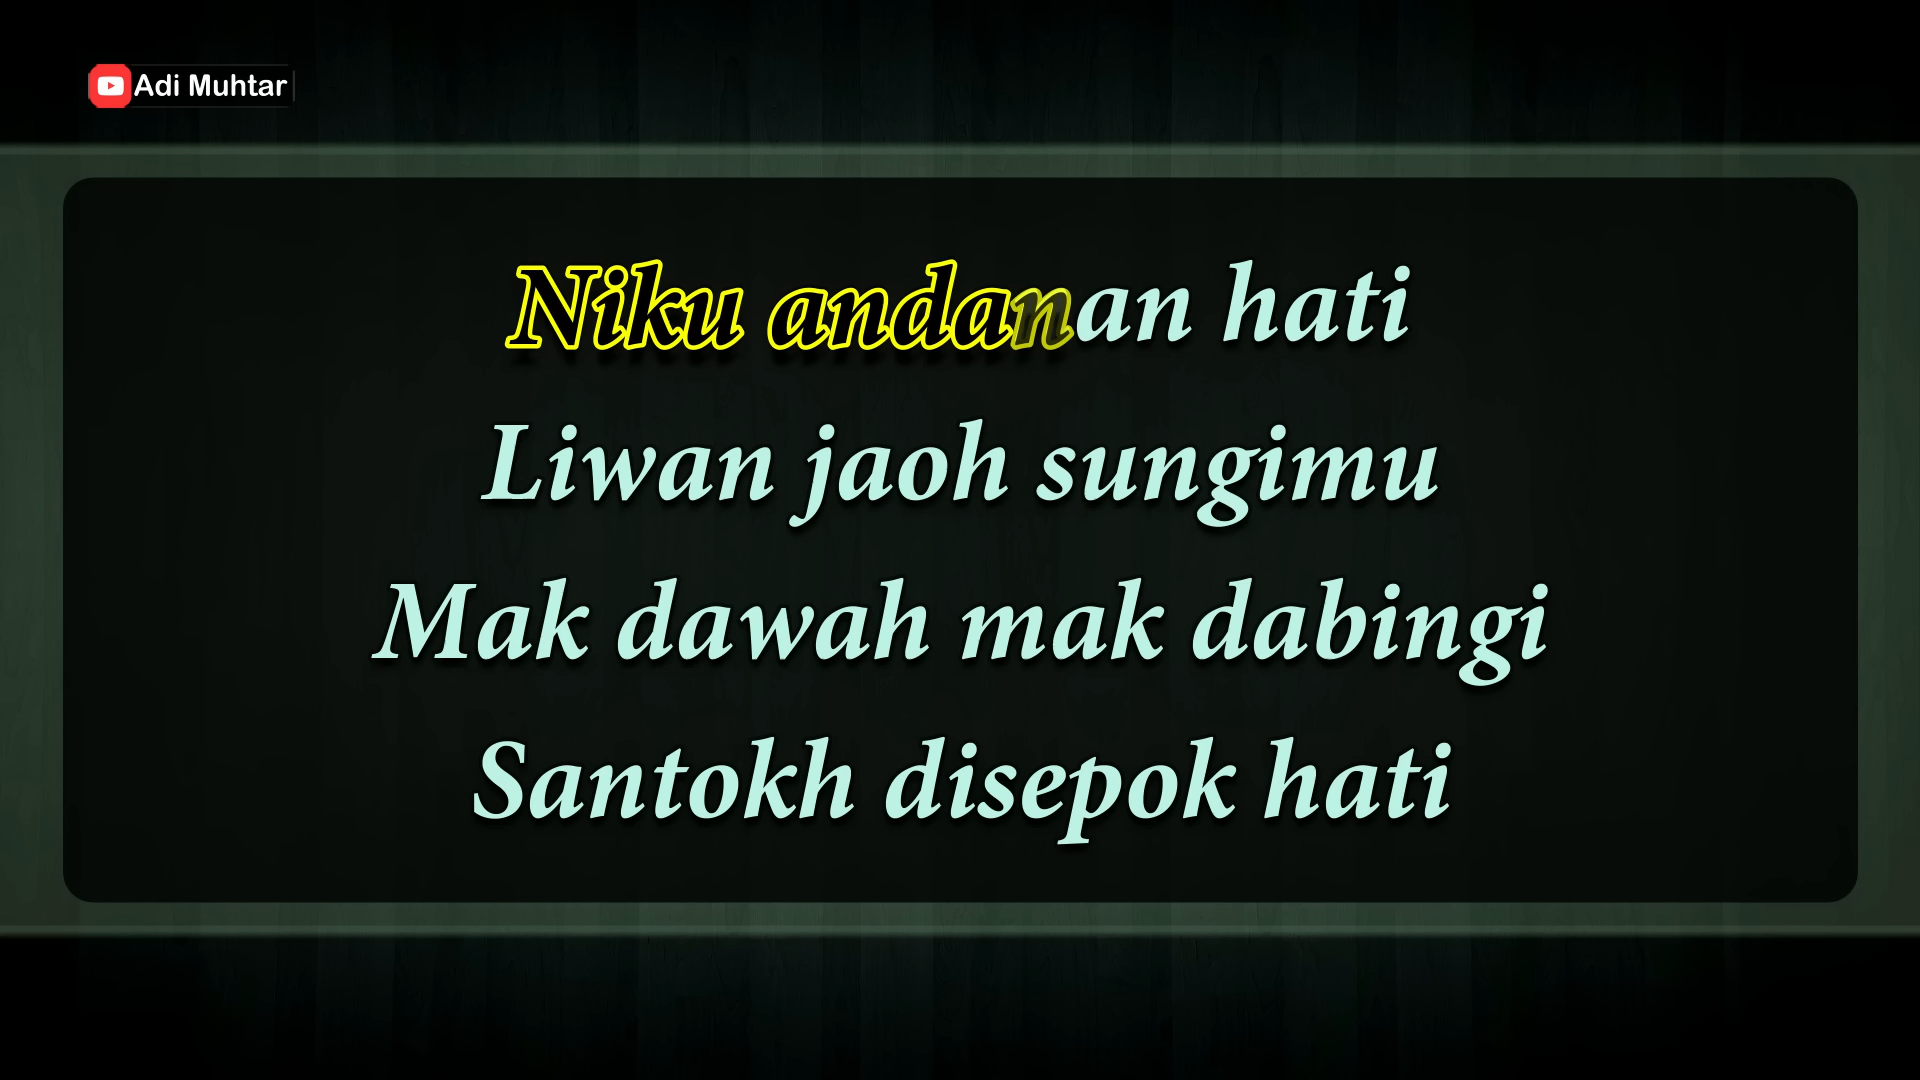 Adi Muhtar
Niku andanan hati
Liwan jaoh sungimu
Mak dawah mak dabingi
Santokh disepok hati